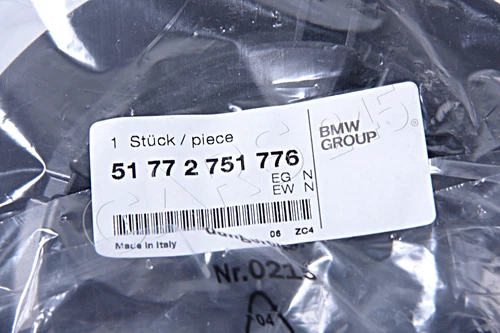 1 Stück / piece
51 77 2 751 776
EG N
EW N
BMW
GROUP
®
06 ZC4
Made in Italy
Nr.0213
04